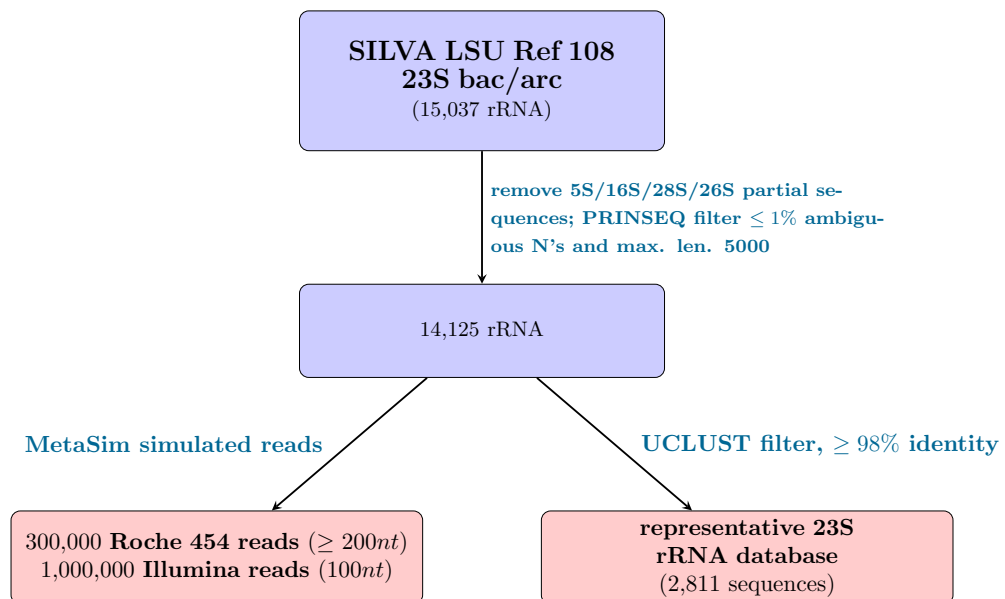 SILVA LSU Ref 108
23S bac/arc
(15,037 rRNA)
remove 5S/16S/28S/26S partial se-
quences; PRINSEQ filter ≤ 1% ambigu-
ous N's and max. len. 5000
14,125 rRNA
MetaSim simulated reads
UCLUST filter, ≥ 98% identity
300,000 Roche 454 reads (≥ 200nt)
1,000,000 Illumina reads (100nt)
representative 23S
rRNA database
(2,811 sequences)